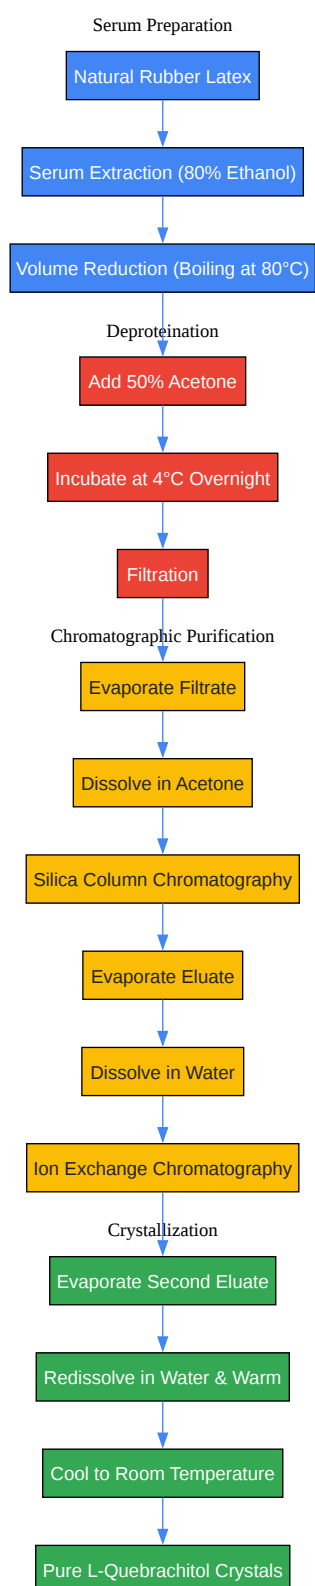 Serum Preparation
Natural Rubber Latex
Serum Extraction (80% Ethanol)
Volume Reduction (Boiling at 80°C)
Deproteination
Add 50% Acetone
Incubate at 4°C Overnight
Filtration
Chromatographic Purification
Evaporate Filtrate
Dissolve in Acetone
Silica Column Chromatography
Evaporate Eluate
Dissolve in Water
Ion Exchange Chromatography
Crystallization
Evaporate Second Eluate
Redissolve in Water & Warm
Cool to Room Temperature
Pure L-Quebrachitol Crystals